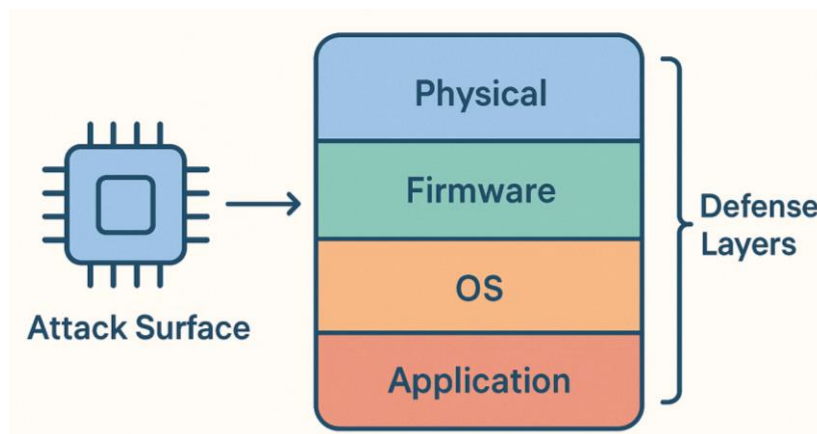 Physical
Firmware
OS
Application
Attack Surface
Defense
Layers